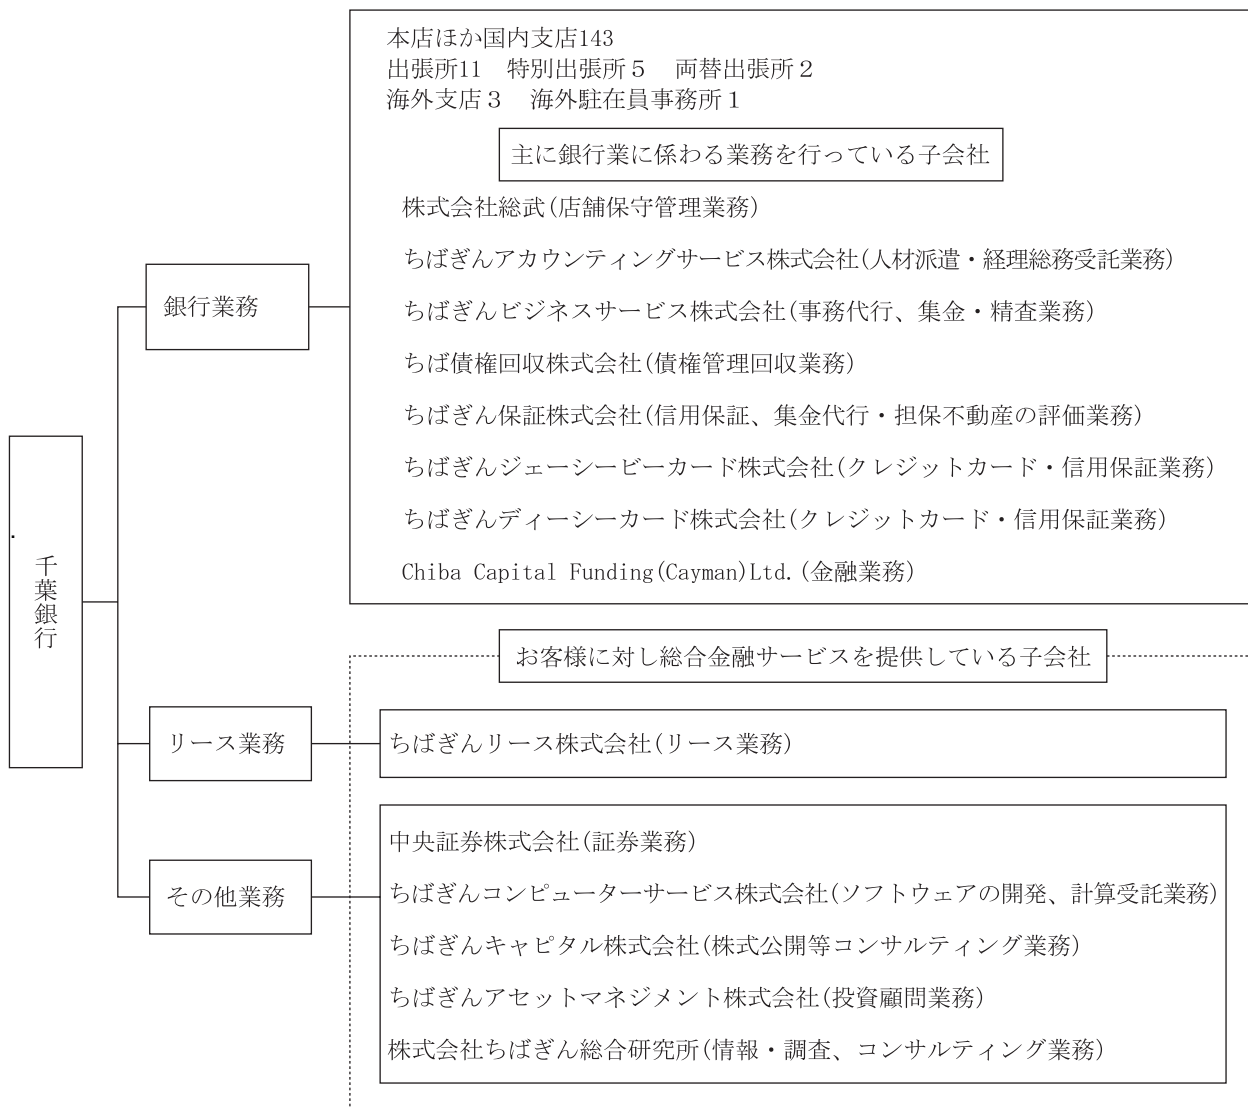 千葉銀行
銀行業務
本店ほか国内支店143
出張所11　特別出張所５　両替出張所２
海外支店３　海外駐在員事務所１
主に銀行業に係わる業務を行っている子会社
株式会社総武(店舗保守管理業務)
ちばぎんアカウンティングサービス株式会社(人材派遣・経理総務受託業務)
ちばぎんビジネスサービス株式会社(事務代行、集金・精査業務)
ちば債権回収株式会社(債権管理回収業務)
ちばぎん保証株式会社(信用保証、集金代行・担保不動産の評価業務)
ちばぎんジェーシービーカード株式会社(クレジットカード・信用保証業務)
ちばぎんディーシーカード株式会社(クレジットカード・信用保証業務)
Chiba Capital Funding(Cayman)Ltd.(金融業務)
お客様に対し総合金融サービスを提供している子会社
リース業務
ちばぎんリース株式会社(リース業務)
その他業務
中央証券株式会社(証券業務)
ちばぎんコンピューターサービス株式会社(ソフトウェアの開発、計算受託業務)
ちばぎんキャピタル株式会社(株式公開等コンサルティング業務)
ちばぎんアセットマネジメント株式会社(投資顧問業務)
株式会社ちばぎん総合研究所(情報・調査、コンサルティング業務)